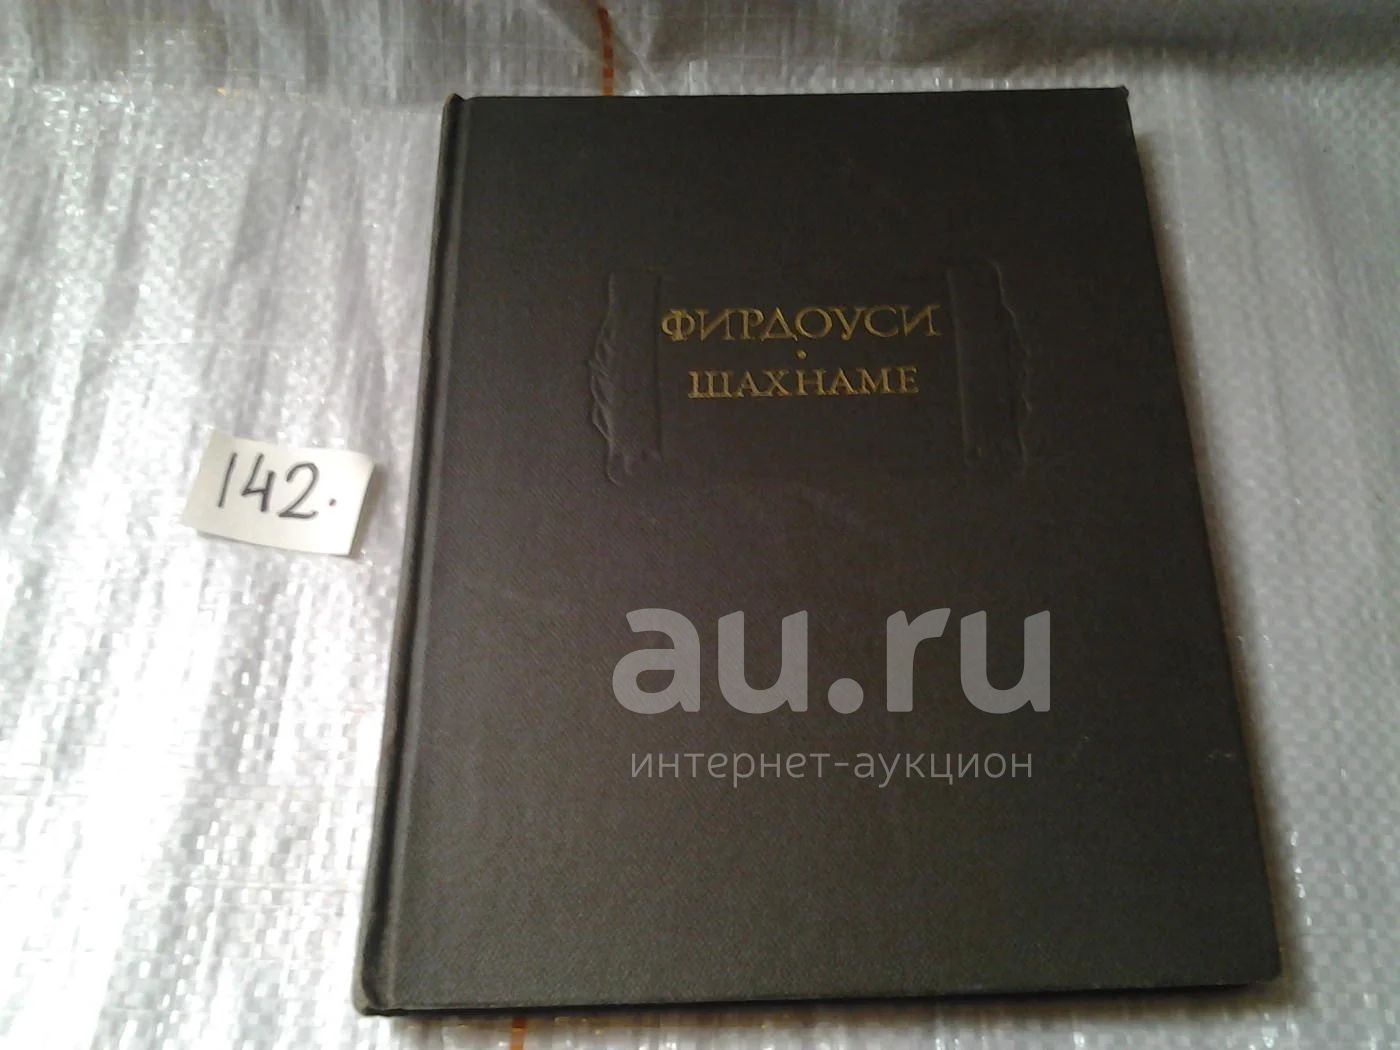 ФИРДОУСИ
•
ШАХНАМЕ
142.
au.ru
интернет-аукцион